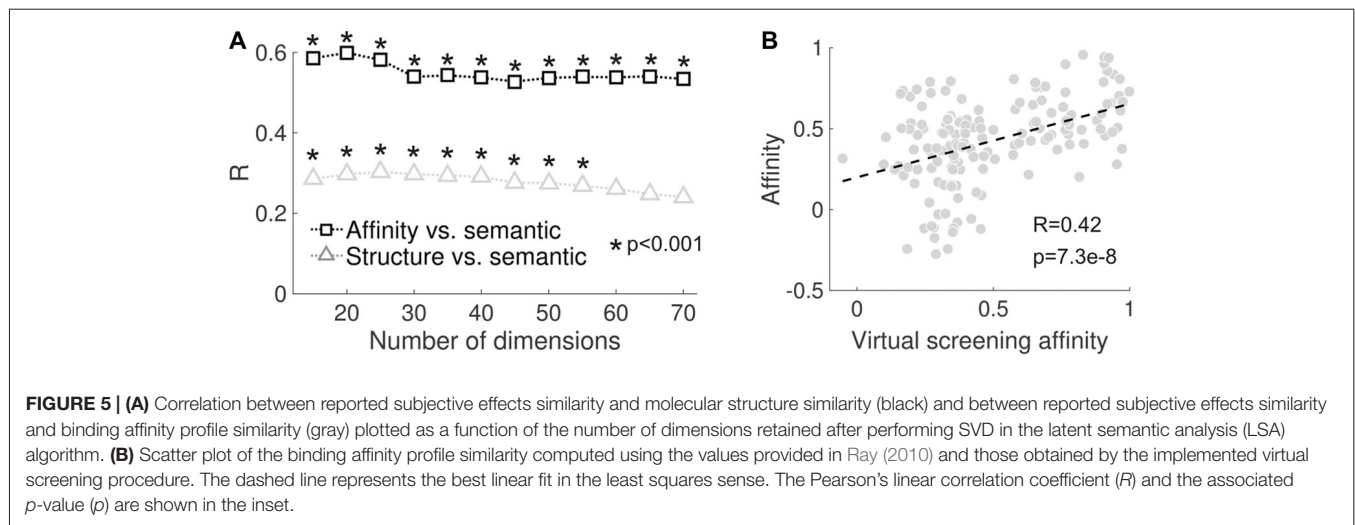 A
0.6
0.4
0.2
0
R
* * * * * * * * * * * *
* * * * * * * * *
Affinity vs. semantic
Structure vs. semantic
* p<0.001
20 30 40 50 60 70
Number of dimensions
B
1
0.5
0
-0.5
Affinity
R=0.42
p=7.3e-8
0 0.5 1
Virtual screening affinity
FIGURE 5 | (A) Correlation between reported subjective effects similarity and molecular structure similarity (black) and between reported subjective effects similarity
and binding affinity profile similarity (gray) plotted as a function of the number of dimensions retained after performing SVD in the latent semantic analysis (LSA)
algorithm. (B) Scatter plot of the binding affinity profile similarity computed using the values provided in Ray (2010) and those obtained by the implemented virtual
screening procedure. The dashed line represents the best linear fit in the least squares sense. The Pearson's linear correlation coefficient (R) and the associated
p-value (p) are shown in the inset.